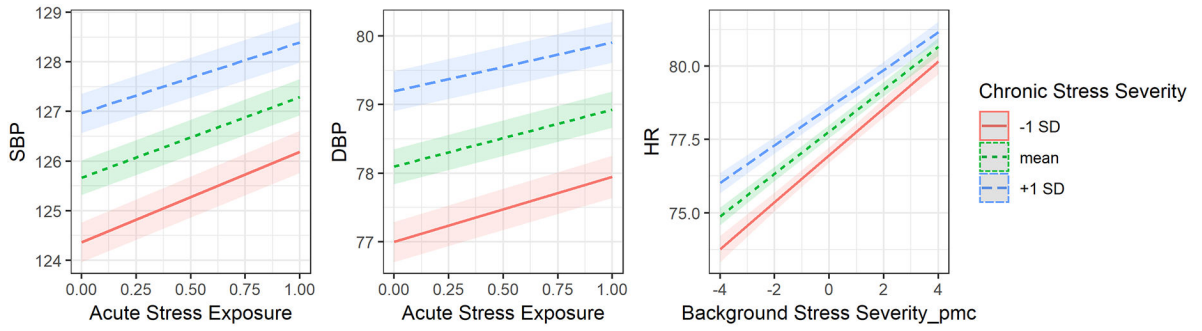 SBP
129
128
127
126
125
124
0.00 0.25 0.50 0.75 1.00
Acute Stress Exposure
DBP
80
79
78
77
0.00 0.25 0.50 0.75 1.00
Acute Stress Exposure
HR
80.0
77.5
75.0
-4 -2 0 2 4
Background Stress Severity_pmc
Chronic Stress Severity
-1 SD
mean
+1 SD